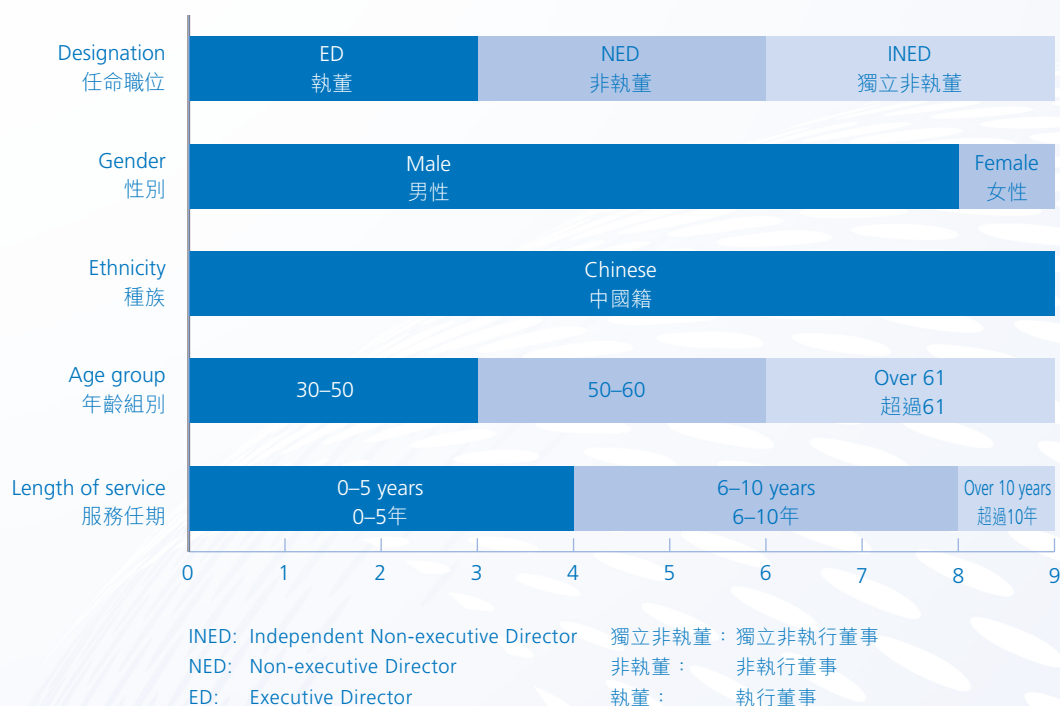 Designation
任命職位
ED
執董
NED
非執董
INED
獨立非執董
Gender
性別
Male
男性
Female
女性
Ethnicity
種族
Chinese
中國籍
Age group
年齡組別
30–50
50–60
Over 61
超過61
Length of service
服務任期
0–5 years
0–5年
6–10 years
6–10年
Over 10 years
超過10年
0 1 2 3 4 5 6 7 8 9
INED: Independent Non-executive Director 獨立非執董：獨立非執行董事
NED: Non-executive Director 非執董： 非執行董事
ED: Executive Director 執董： 執行董事